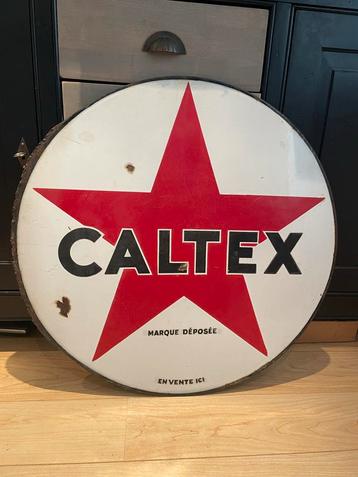 CALTEX
MARQUE DÉPOSÉE
EN VENTE ICI